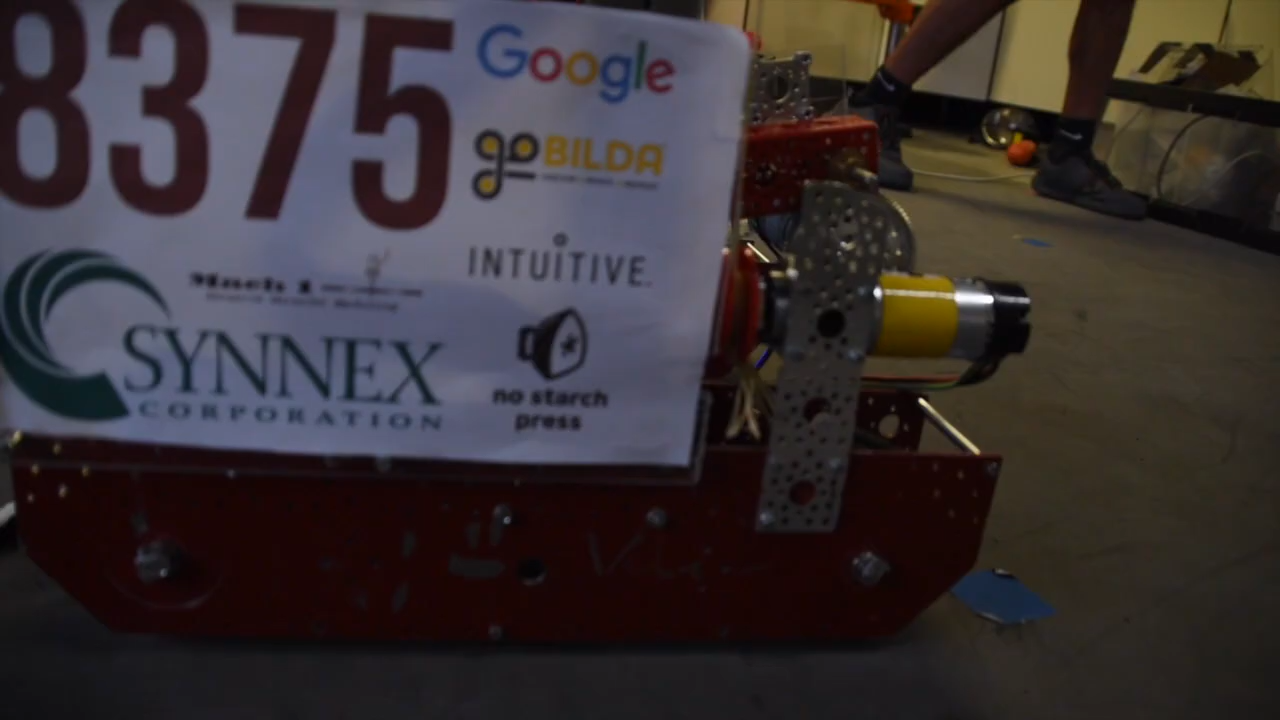 8375
Google
goBILDA
INTUITIVE.
Mach 1
SYNNEX
CORPORATION
no starch
press